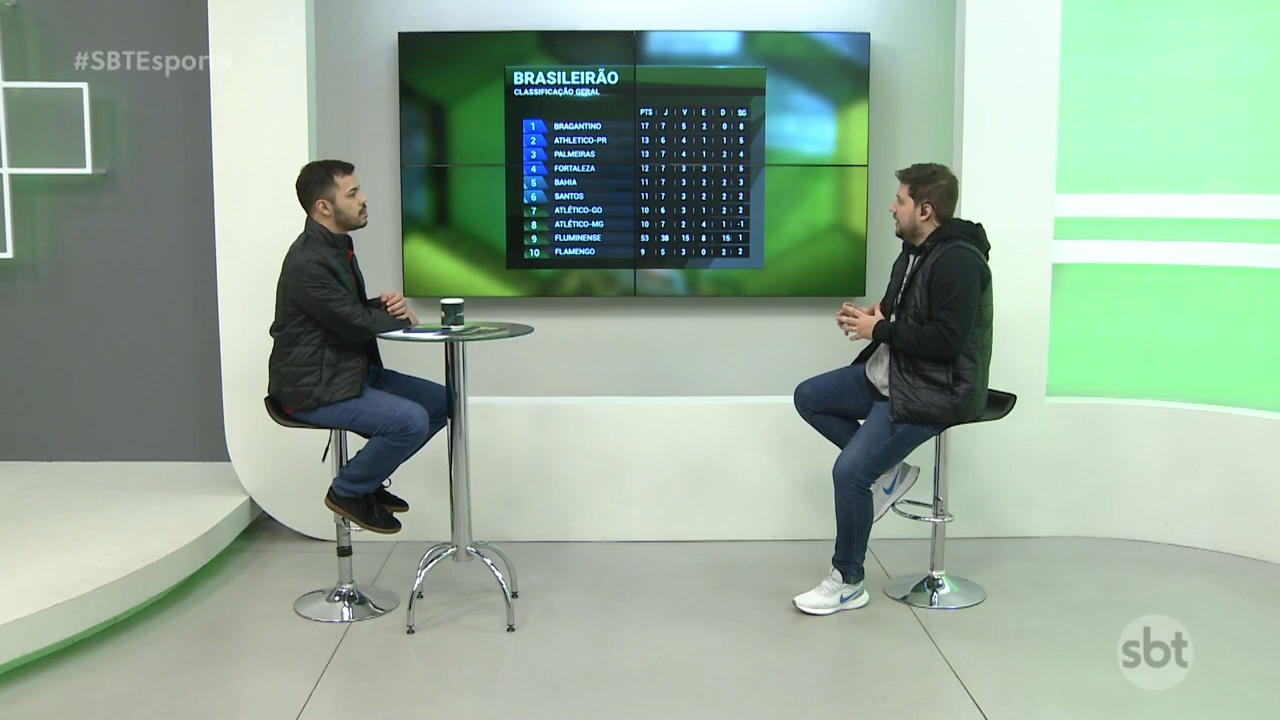 #SBTEsporte
BRASILEIRÃO
CLASSIFICAÇÃO GERAL
PTS J V E D SG
1 BRAGANTINO 17 7 5 2 0 8
2 ATHLETICO-PR 13 6 4 1 1 5
3 PALMEIRAS 13 7 4 1 2 4
4 FORTALEZA 12 7 3 3 1 5
5 BAHIA 11 7 3 2 2 3
6 SANTOS 11 7 3 2 2 2
7 ATLÉTICO-GO 10 6 3 1 2 2
8 ATLÉTICO-MG 10 7 2 4 1 -1
9 FLUMINENSE 53 38 15 8 15 1
10 FLAMENGO 9 5 3 0 2 2
sbt